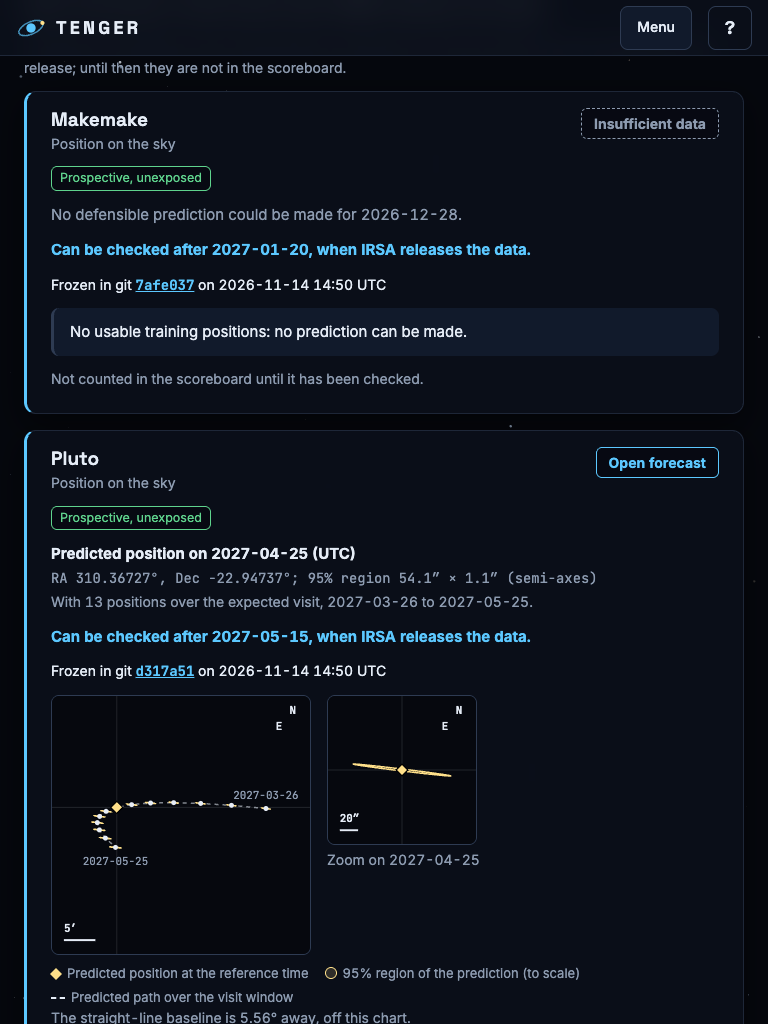 TENGER
Menu
?
release; until then they are not in the scoreboard.
Makemake
Insufficient data
Position on the sky
Prospective, unexposed
No defensible prediction could be made for 2026-12-28.
Can be checked after 2027-01-20, when IRSA releases the data.
Frozen in git 7afe037 on 2026-11-14 14:50 UTC
No usable training positions: no prediction can be made.
Not counted in the scoreboard until it has been checked.
Pluto
Open forecast
Position on the sky
Prospective, unexposed
Predicted position on 2027-04-25 (UTC)
RA 310.36727°, Dec -22.94737°; 95% region 54.1″ × 1.1″ (semi-axes)
With 13 positions over the expected visit, 2027-03-26 to 2027-05-25.
Can be checked after 2027-05-15, when IRSA releases the data.
Frozen in git d317a51 on 2026-11-14 14:50 UTC
N
E
2027-03-26
2027-05-25
5′
N
E
20″
Zoom on 2027-04-25
Predicted position at the reference time
95% region of the prediction (to scale)
Predicted path over the visit window
The straight-line baseline is 5.56° away, off this chart.